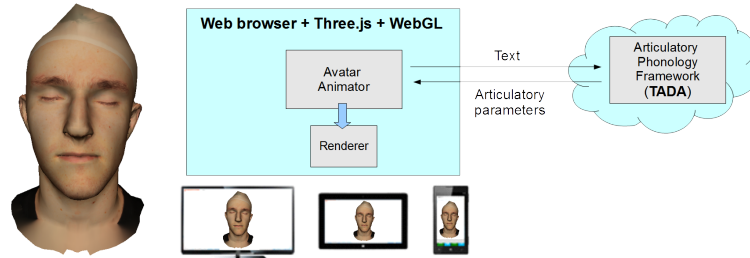 Web browser + Three.js + WebGL
Avatar
Animator
Renderer
Text
Articulatory
parameters
Articulatory
Phonology
Framework
(TADA)